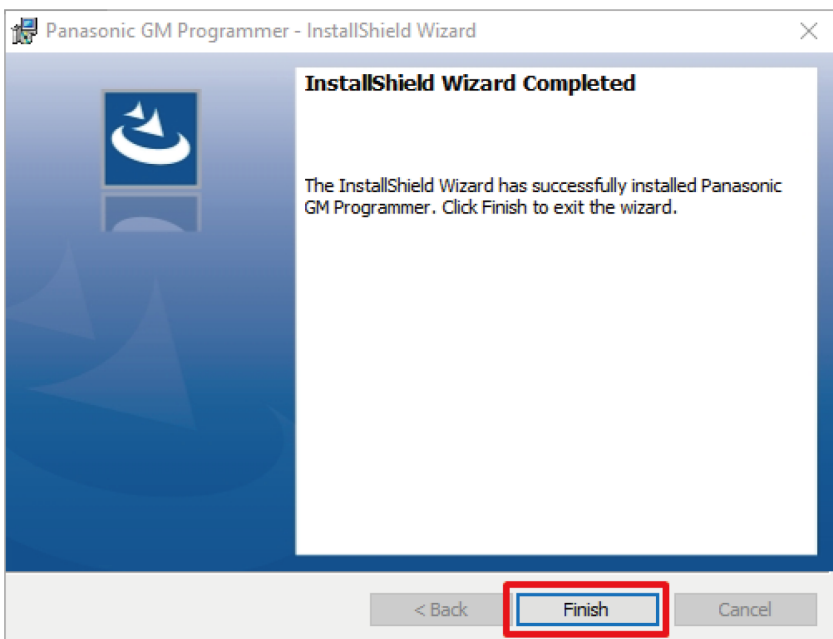 Panasonic GM Programmer - InstallShield Wizard
InstallShield Wizard Completed
The InstallShield Wizard has successfully installed Panasonic
GM Programmer. Click Finish to exit the wizard.
< Back Finish Cancel